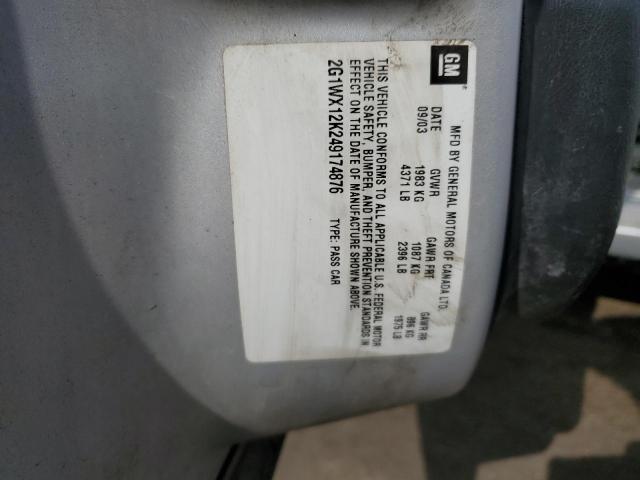 GM
MFD BY GENERAL MOTORS OF CANADA LTD.
DATE GVWR GAWR FRT GAWR RR
09/03 1983 KG 1087 KG 896 KG
4371 LB 2396 LB 1975 LB
THIS VEHICLE CONFORMS TO ALL APPLICABLE U.S. FEDERAL MOTOR
VEHICLE SAFETY, BUMPER, AND THEFT PREVENTION STANDARDS IN
EFFECT ON THE DATE OF MANUFACTURE SHOWN ABOVE.
2G1WX12K249174876 TYPE: PASS CAR